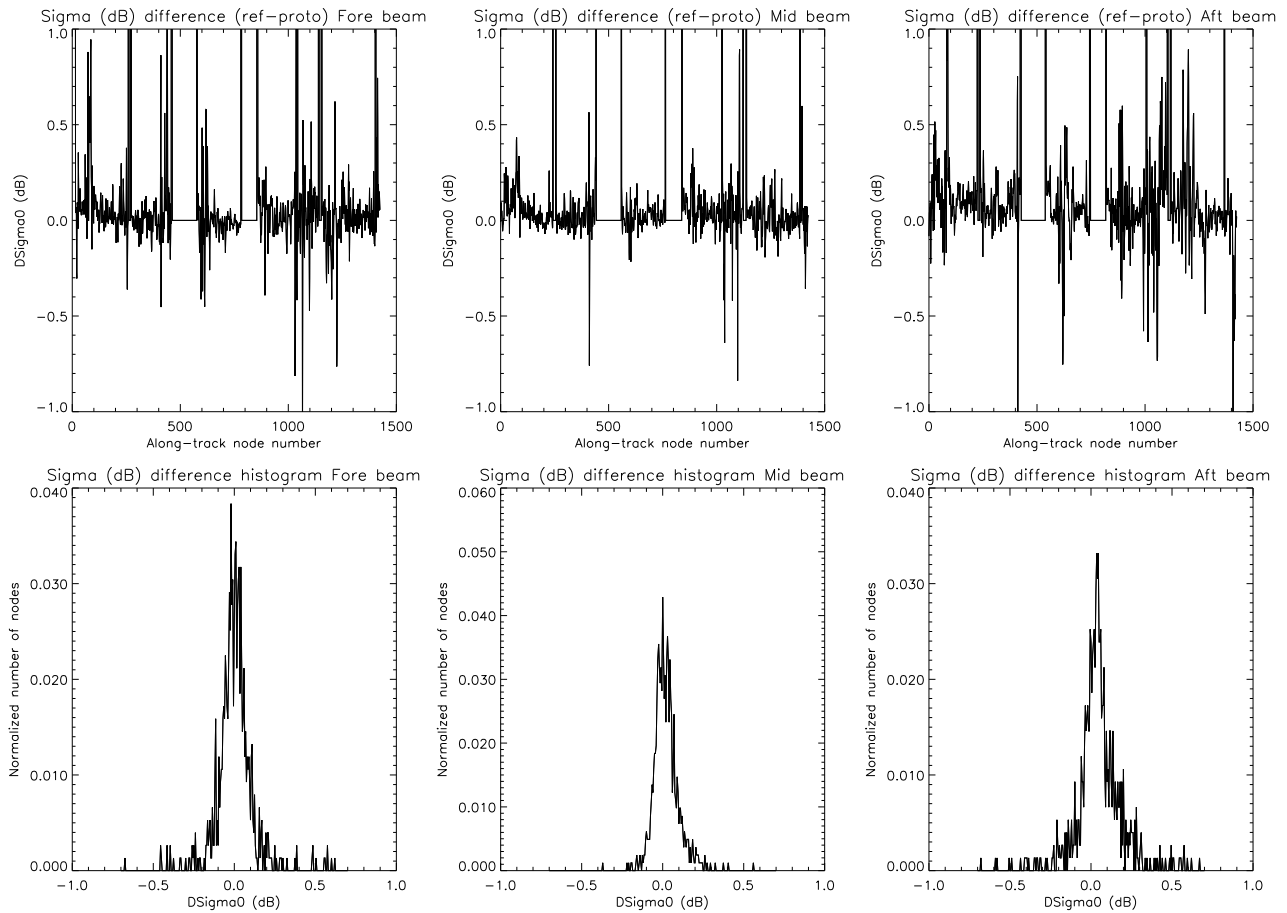 Sigma (dB) difference (ref-proto) Fore beam
1.0
0.5
0.0
-0.5
-1.0
DSigma0 (dB)
0 500 1000 1500
Along-track node number
Sigma (dB) difference (ref-proto) Mid beam
1.0
0.5
0.0
-0.5
-1.0
DSigma0 (dB)
0 500 1000 1500
Along-track node number
Sigma (dB) difference (ref-proto) Aft beam
1.0
0.5
0.0
-0.5
-1.0
DSigma0 (dB)
0 500 1000 1500
Along-track node number
Sigma (dB) difference histogram Fore beam
0.040
0.030
0.020
0.010
0.000
Normalized number of nodes
-1.0 -0.5 0.0 0.5 1.0
DSigma0 (dB)
Sigma (dB) difference histogram Mid beam
0.060
0.050
0.040
0.030
0.020
0.010
0.000
Normalized number of nodes
-1.0 -0.5 0.0 0.5 1.0
DSigma0 (dB)
Sigma (dB) difference histogram Aft beam
0.040
0.030
0.020
0.010
0.000
Normalized number of nodes
-1.0 -0.5 0.0 0.5 1.0
DSigma0 (dB)